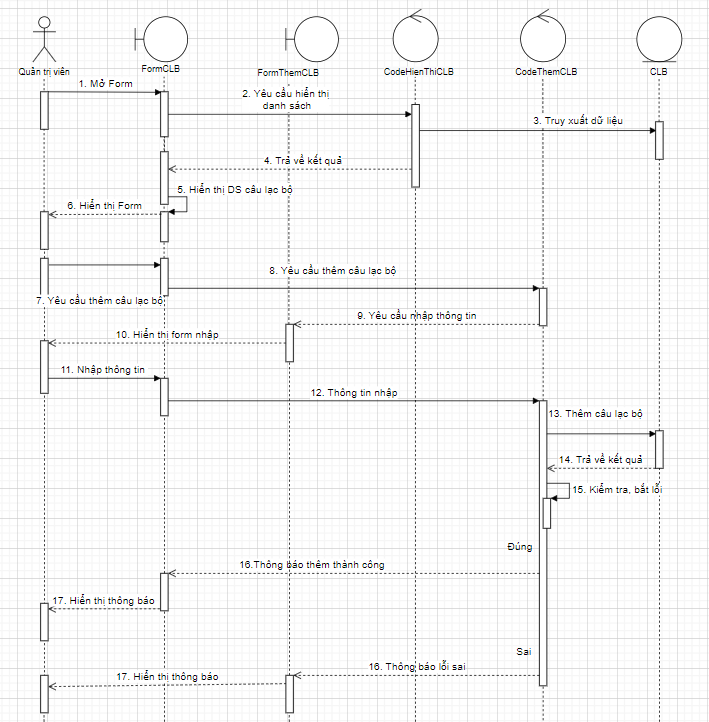 Quản trị viên
FormCLB
FormThemCLB
CodeHienThiCLB
CodeThemCLB
CLB
1. Mở Form
2. Yêu cầu hiển thị
danh sách
3. Truy xuất dữ liệu
4. Trả về kết quả
5. Hiển thị DS câu lạc bộ
6. Hiển thị Form
8. Yêu cầu thêm câu lạc bộ
7. Yêu cầu thêm câu lạc bộ
9. Yêu cầu nhập thông tin
10. Hiển thị form nhập
11. Nhập thông tin
12. Thông tin nhập
13. Thêm câu lạc bộ
14. Trả về kết quả
15. Kiểm tra, bắt lỗi
Đúng
16.Thông báo thêm thành công
17. Hiển thị thông báo
Sai
16. Thông báo lỗi sai
17. Hiển thị thông báo